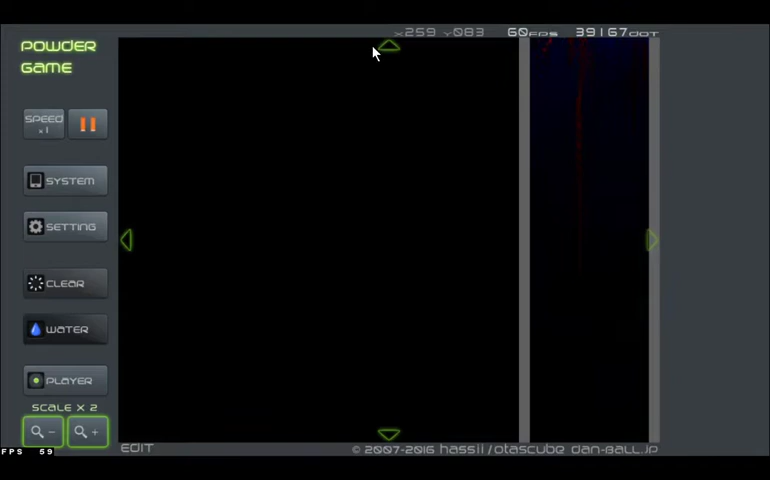 x259 y083 60FPS 39167dot
Powder
Game
SPEED
x1
SYSTEM
SETTING
CLEAR
WATER
PLAYER
SCALE x 2
- +
FPS 59
EDIT
© 2007-2016 ha55ii/otascube dan-ball.jp